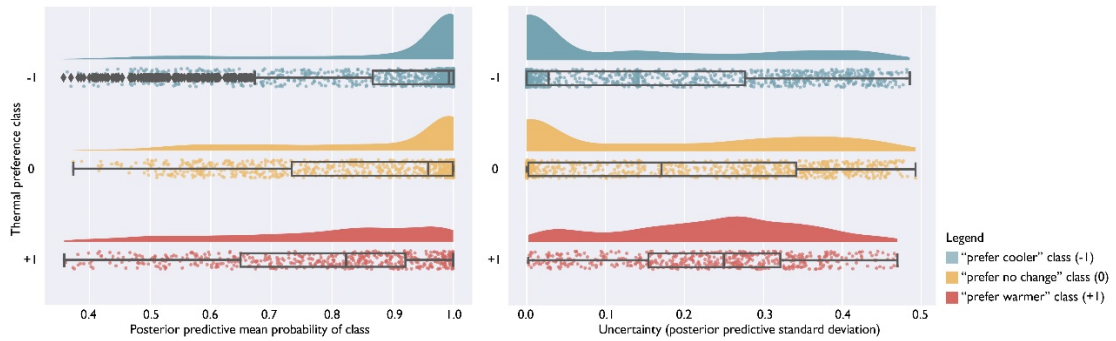 Thermal preference class
-1
0
+1
0.4 0.5 0.6 0.7 0.8 0.9 1.0
Posterior predictive mean probability of class
-1
0
+1
0.0 0.1 0.2 0.3 0.4 0.5
Uncertainty (posterior predictive standard deviation)
Legend
"prefer cooler" class (-1)
"prefer no change" class (0)
"prefer warmer" class (+1)